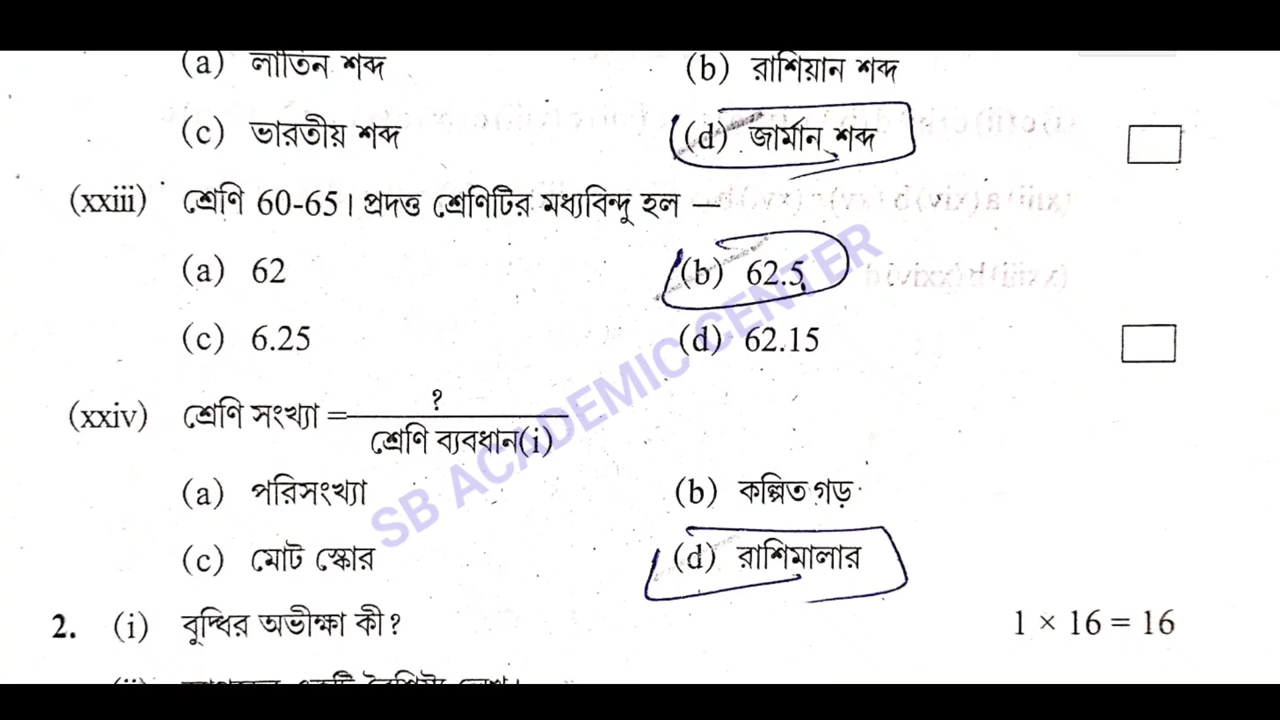 (a) লাতিন শব্দ (b) রাশিয়ান শব্দ
(c) ভারতীয় শব্দ (d) জার্মান শব্দ
(xxiii) শ্রেণি 60-65। প্রদত্ত শ্রেণিটির মধ্যবিন্দু হল —
(a) 62 (b) 62.5
(c) 6.25 (d) 62.15
(xxiv) শ্রেণি সংখ্যা = ?
শ্রেণি ব্যবধান(i)
(a) পরিসংখ্যা (b) কল্পিত গড়
(c) মোট স্কোর (d) রাশিমালার
2. (i) বুদ্ধির অভীক্ষা কী? 1 × 16 = 16
SB ACADEMIC CENTER